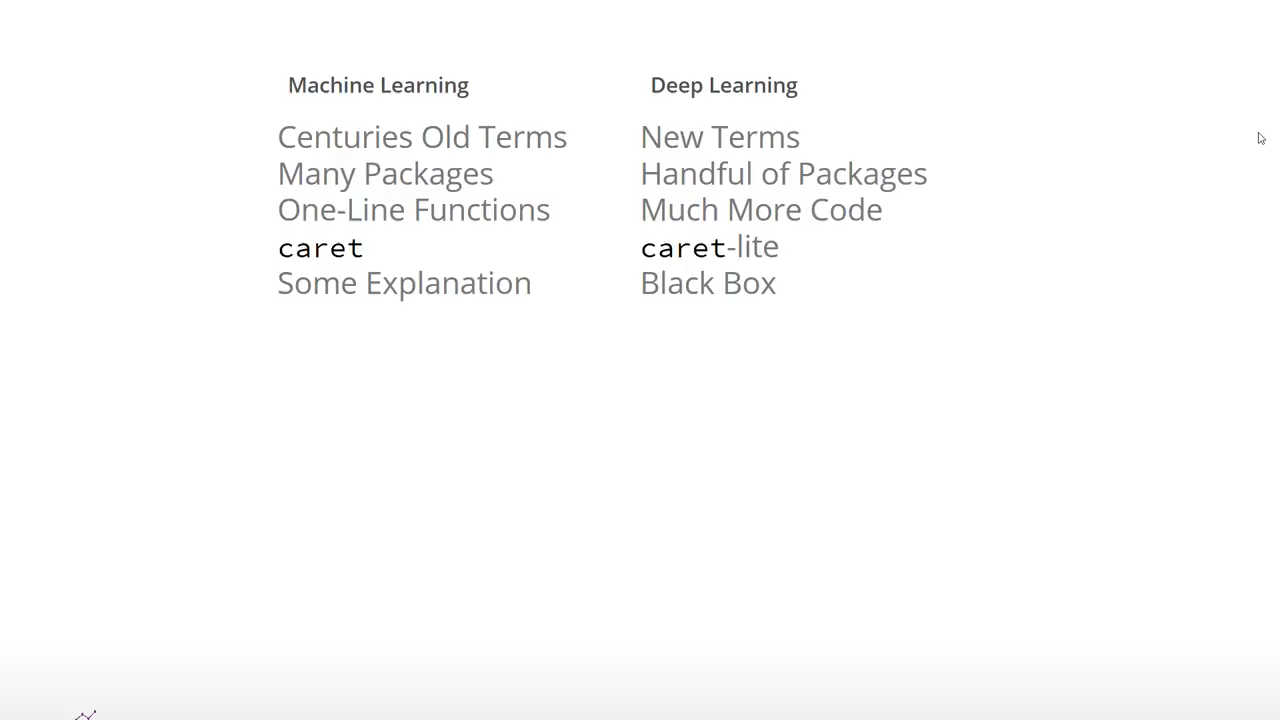 Machine Learning
Deep Learning
Centuries Old Terms
New Terms
Many Packages
Handful of Packages
One-Line Functions
Much More Code
caret
caret-lite
Some Explanation
Black Box